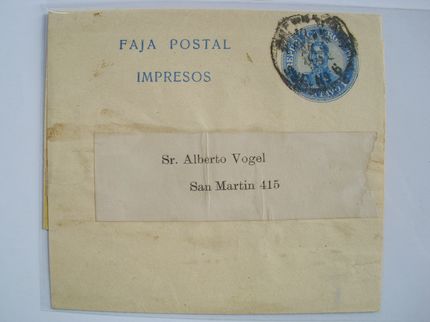 FAJA POSTAL
IMPRESOS
Sr. Alberto Vogel
San Martin 415